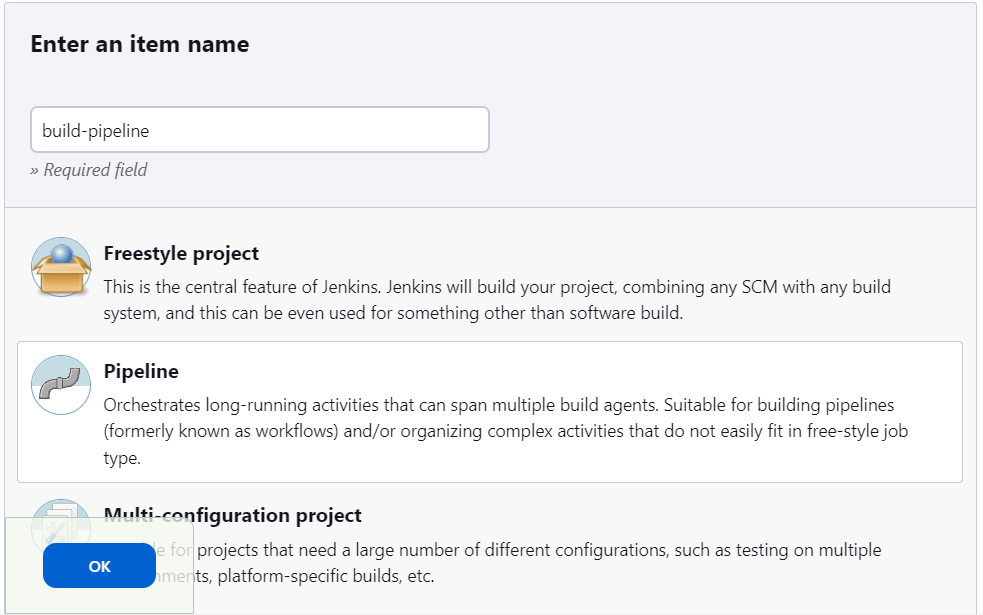 Enter an item name
build-pipeline
» Required field
Freestyle project
This is the central feature of Jenkins. Jenkins will build your project, combining any SCM with any build
system, and this can be even used for something other than software build.
Pipeline
Orchestrates long-running activities that can span multiple build agents. Suitable for building pipelines
(formerly known as workflows) and/or organizing complex activities that do not easily fit in free-style job
type.
Multi-configuration project
for projects that need a large number of different configurations, such as testing on multiple
platform-specific builds, etc.
OK